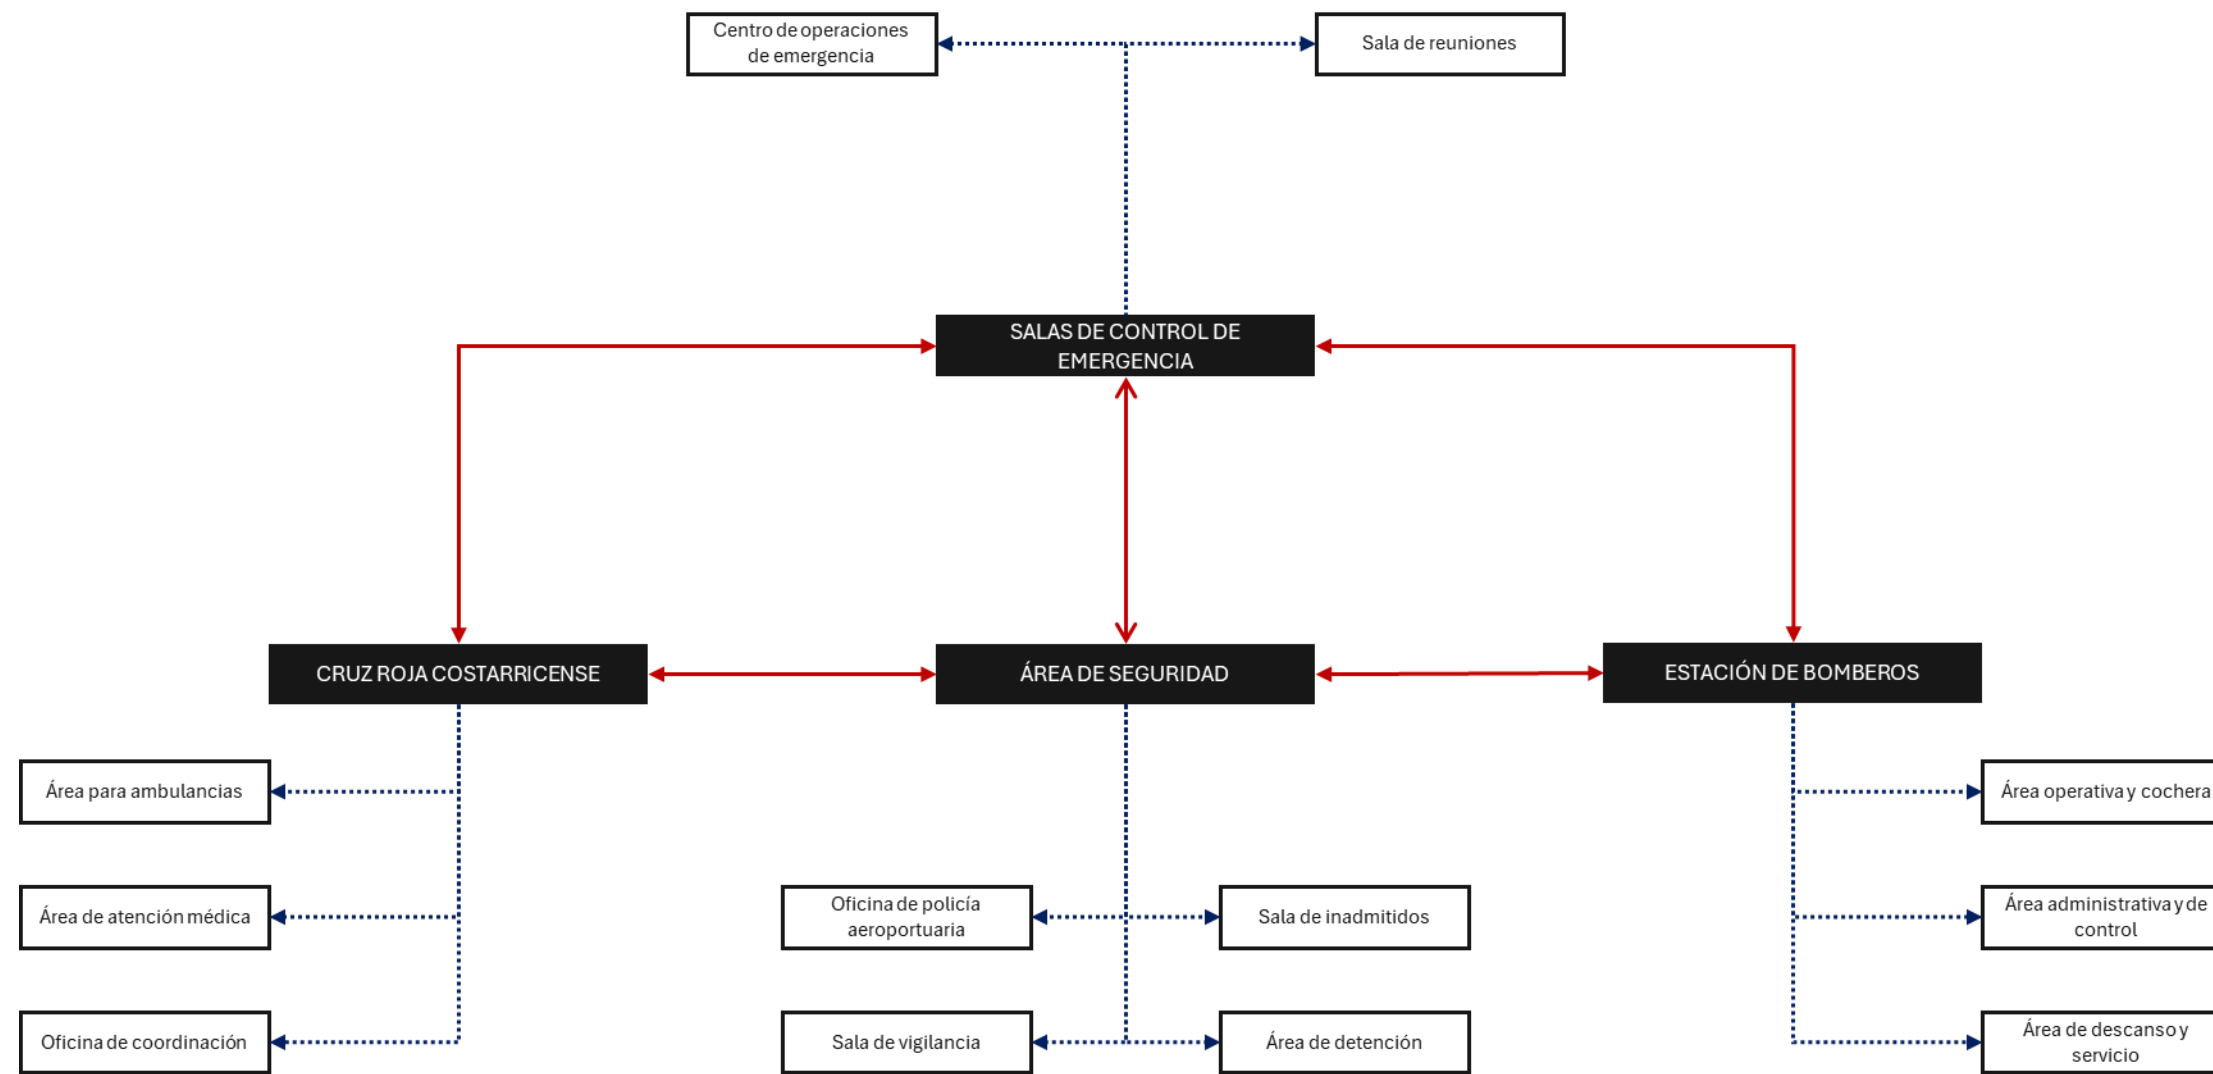 Centro de operaciones
de emergencia
Sala de reuniones
SALAS DE CONTROL DE
EMERGENCIA
CRUZ ROJA COSTARRICENSE
ÁREA DE SEGURIDAD
ESTACIÓN DE BOMBEROS
Área para ambulancias
Área de atención médica
Oficina de coordinación
Oficina de policía
aeroportuaria
Sala de inadmitidos
Sala de vigilancia
Área de detención
Área operativa y cochera
Área administrativa y de
control
Área de descanso y
servicio